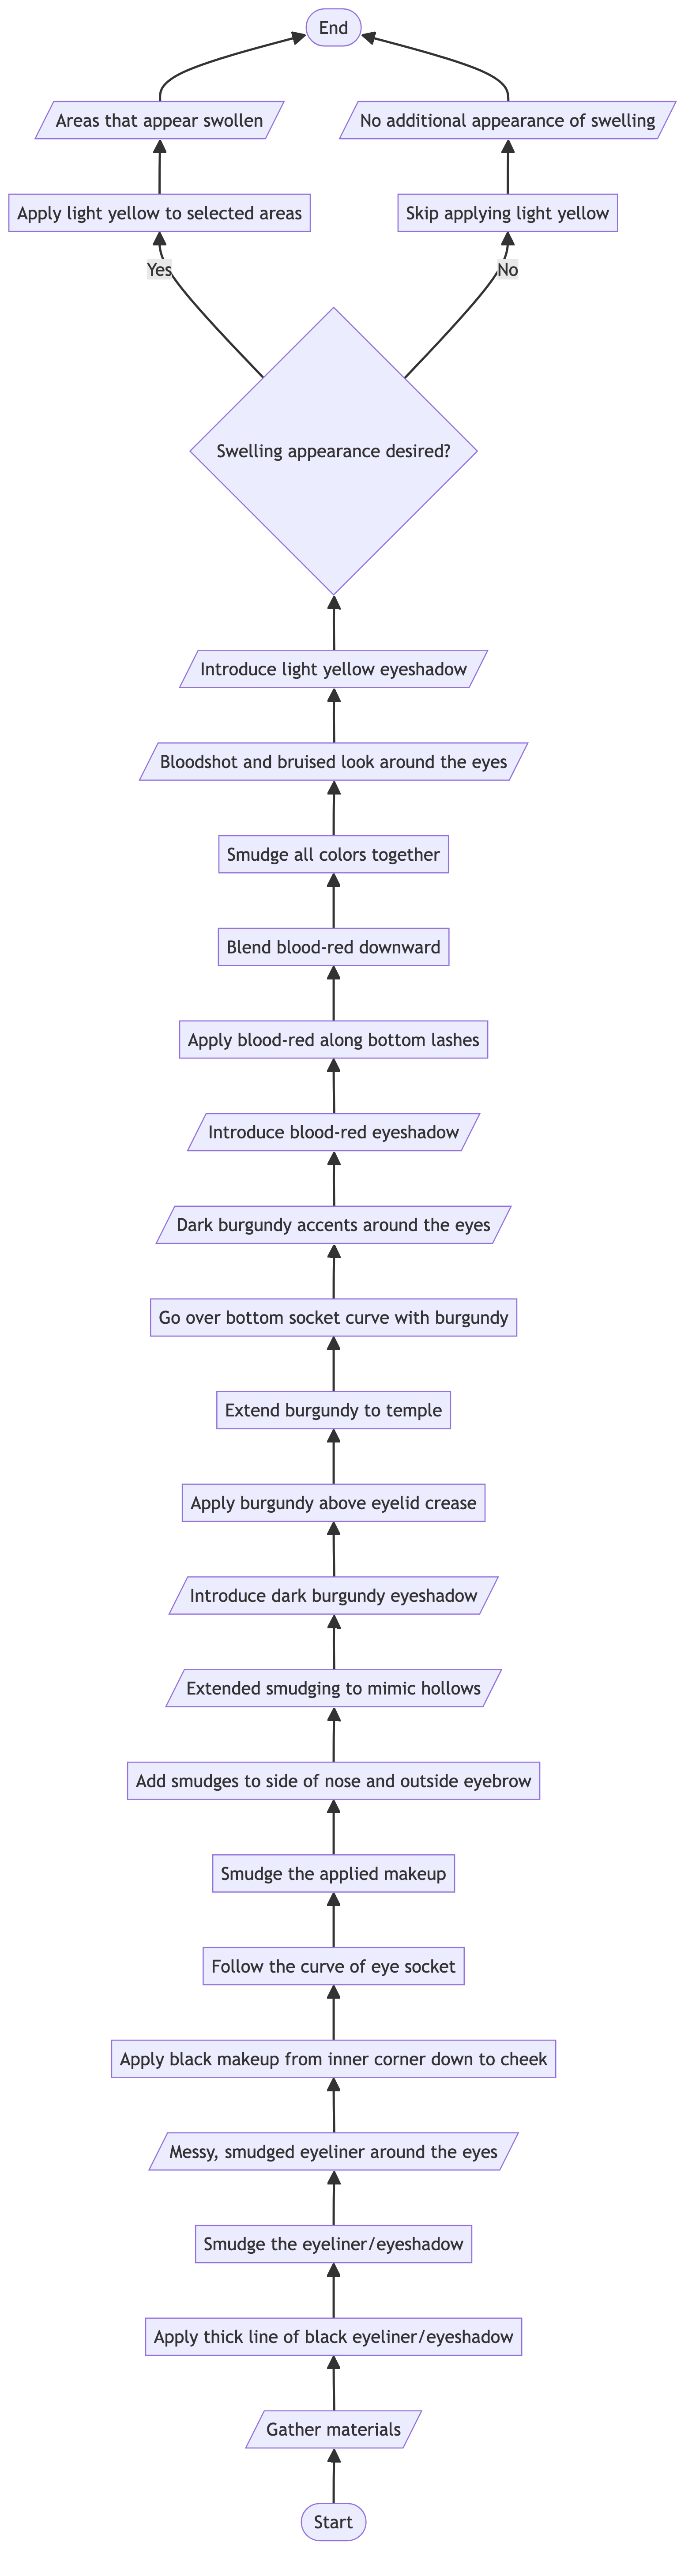 End
Areas that appear swollen
No additional appearance of swelling
Apply light yellow to selected areas
Skip applying light yellow
Yes
No
Swelling appearance desired?
Introduce light yellow eyeshadow
Bloodshot and bruised look around the eyes
Smudge all colors together
Blend blood-red downward
Apply blood-red along bottom lashes
Introduce blood-red eyeshadow
Dark burgundy accents around the eyes
Go over bottom socket curve with burgundy
Extend burgundy to temple
Apply burgundy above eyelid crease
Introduce dark burgundy eyeshadow
Extended smudging to mimic hollows
Add smudges to side of nose and outside eyebrow
Smudge the applied makeup
Follow the curve of eye socket
Apply black makeup from inner corner down to cheek
Messy, smudged eyeliner around the eyes
Smudge the eyeliner/eyeshadow
Apply thick line of black eyeliner/eyeshadow
Gather materials
Start